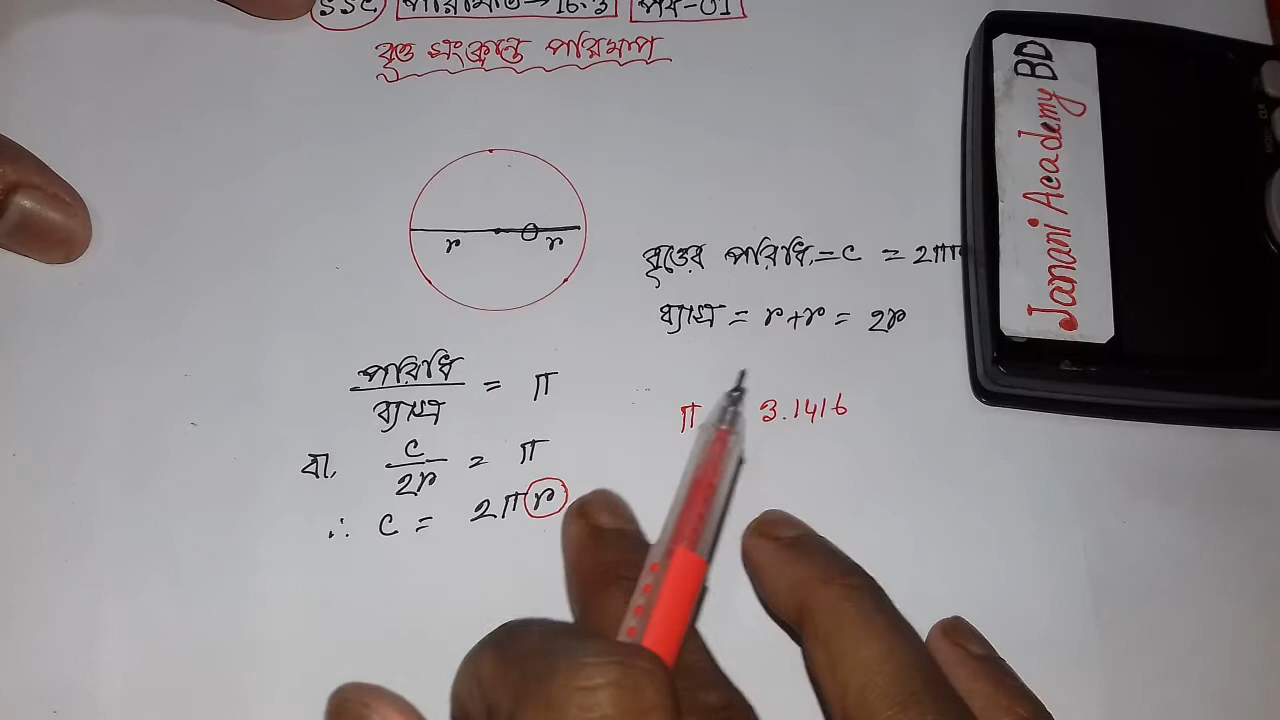 SSC পরিমিতি→16.3 পর্ব-01
বৃত্ত সংক্রান্ত পরিমাপ
r r
বৃত্তের পরিধি = c = 2πr
ব্যাস = r+r = 2r
পরিধি/ব্যাস = π
π 3.1416
বা, c/2r = π
∴ c = 2πr
Janani Academy BD